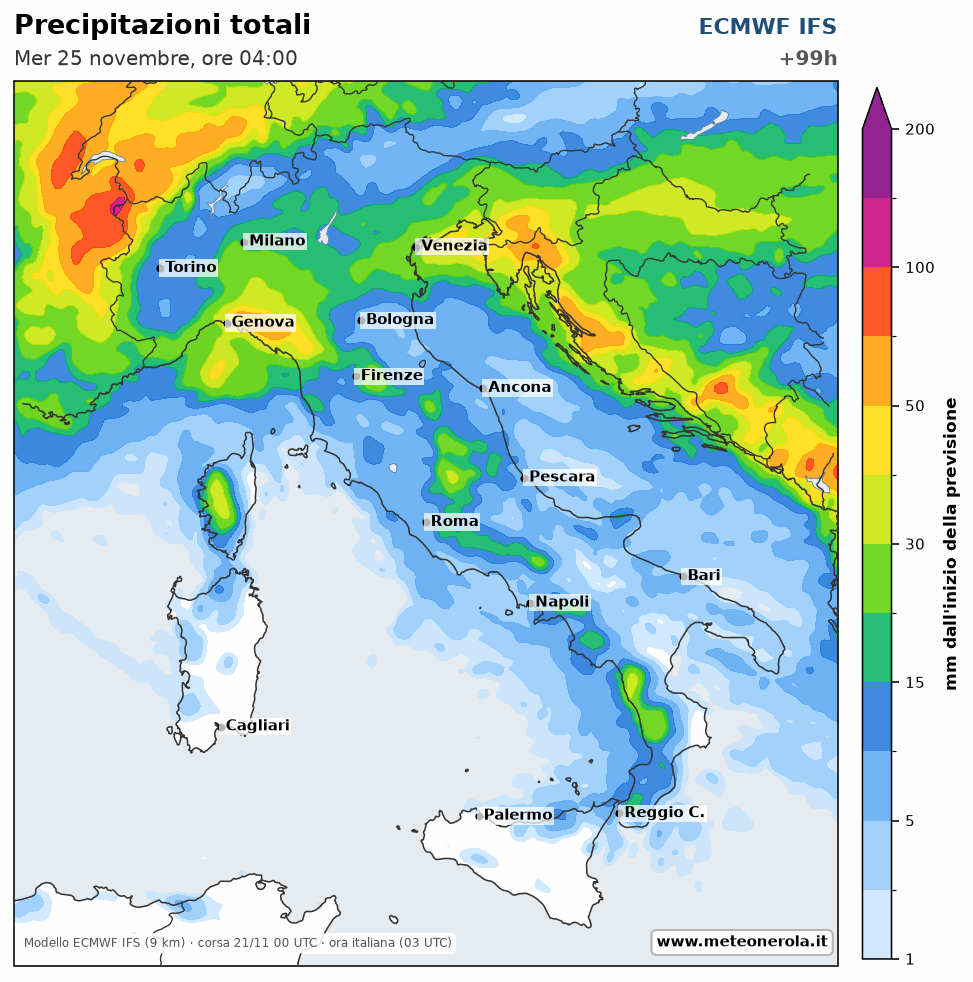 Precipitazioni totali
ECMWF IFS
Mer 25 novembre, ore 04:00
+99h
200
100
50
30
15
5
1
mm dall'inizio della previsione
Milano
Venezia
Torino
Genova
Bologna
Firenze
Ancona
Pescara
Roma
Bari
Napoli
Cagliari
Palermo
Reggio C.
Modello ECMWF IFS (9 km) · corsa 21/11 00 UTC · ora italiana (03 UTC)
www.meteonerola.it